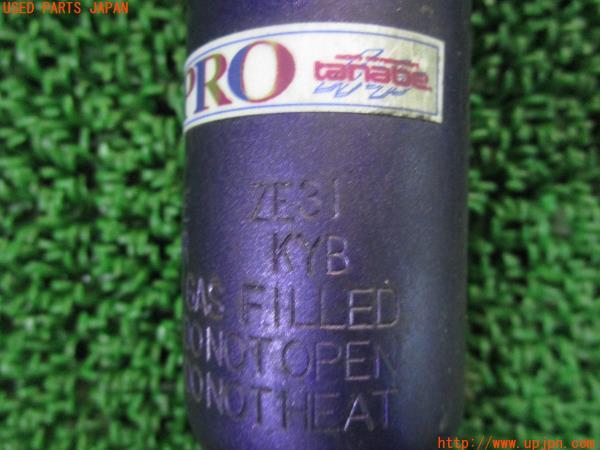 USED PARTS JAPAN
PRO tanabe
ZE31
KYB
GAS FILLED
DO NOT OPEN
DO NOT HEAT
http://www.upjpn.com